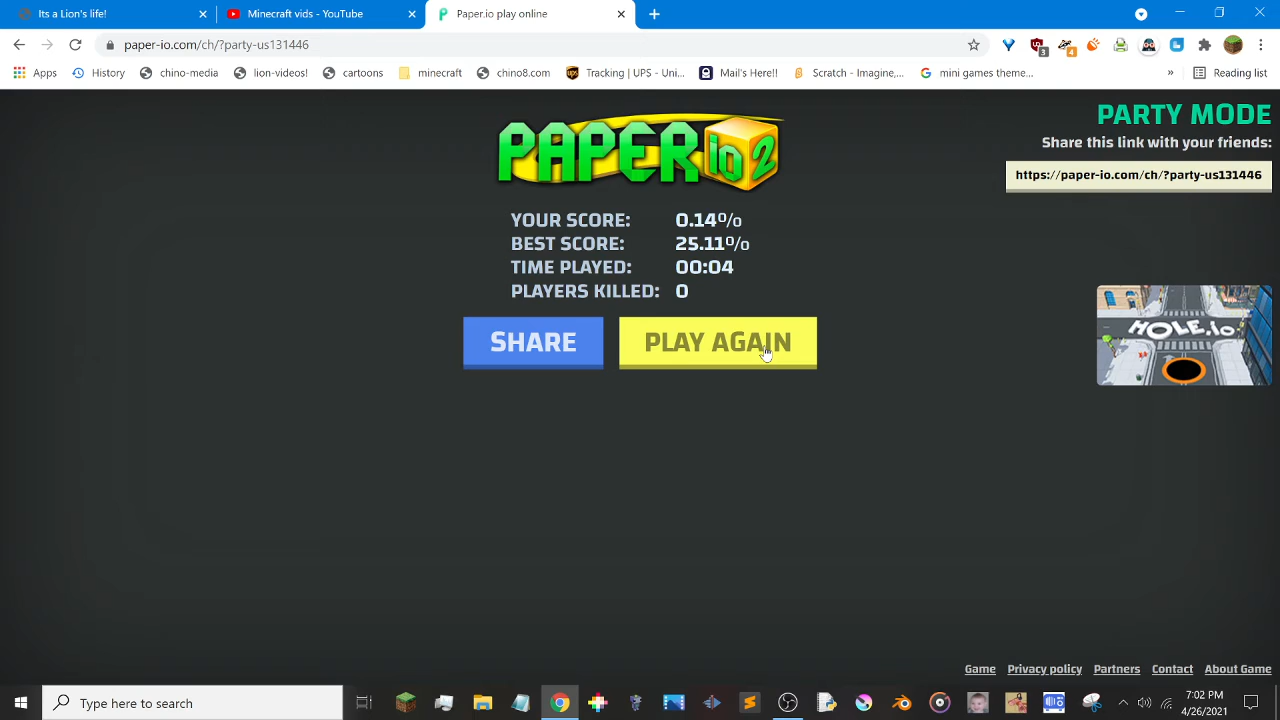 Its a Lion's life!
Minecraft vids - YouTube
Paper.io play online
paper-io.com/ch/?party-us131446
3
4
Apps
History
chino-media
lion-videos!
cartoons
minecraft
chino8.com
Tracking | UPS - Uni...
Mail's Here!!
Scratch - Imagine,...
mini games theme...
»
Reading list
PAPER io 2
PARTY MODE
Share this link with your friends:
https://paper-io.com/ch/?party-us131446
YOUR SCORE: 0.14%
BEST SCORE: 25.11%
TIME PLAYED: 00:04
PLAYERS KILLED: 0
SHARE
PLAY AGAIN
HOLE.io
Game
Privacy policy
Partners
Contact
About Game
Type here to search
7:02 PM
4/26/2021